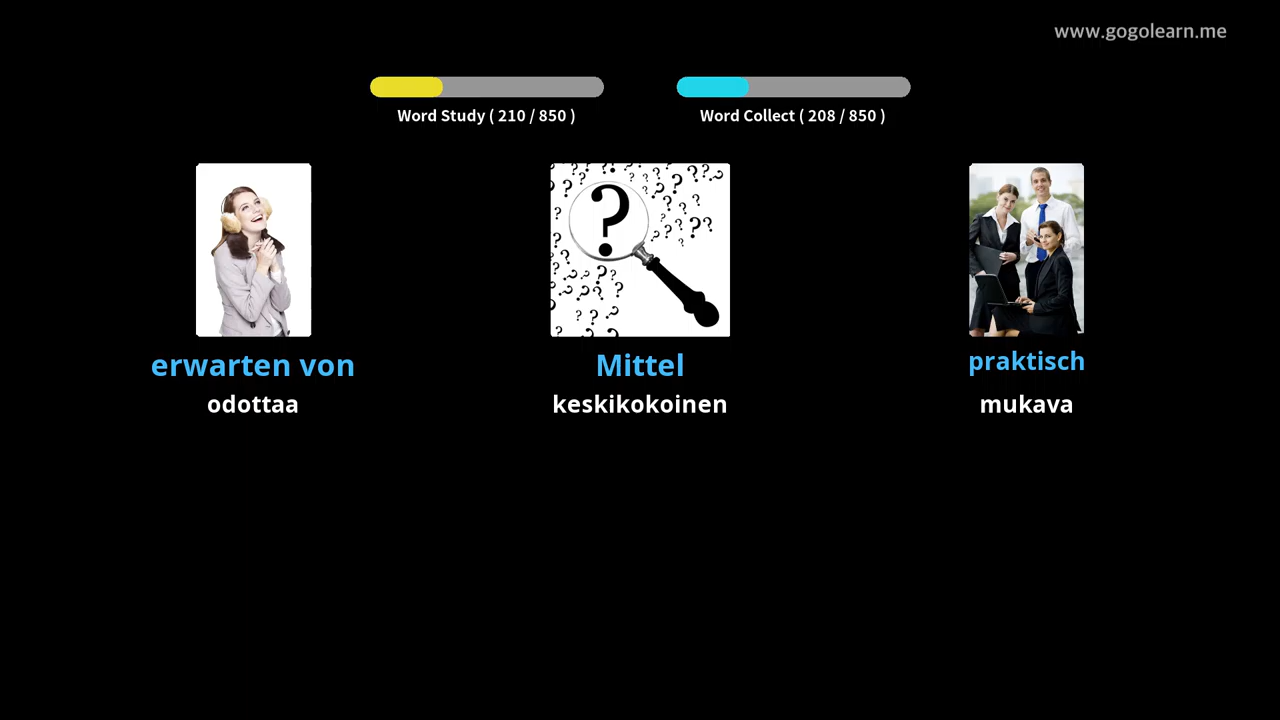 www.gogolearn.me
Word Study ( 210 / 850 )
Word Collect ( 208 / 850 )
erwarten von
Mittel
praktisch
odottaa
keskikokoinen
mukava